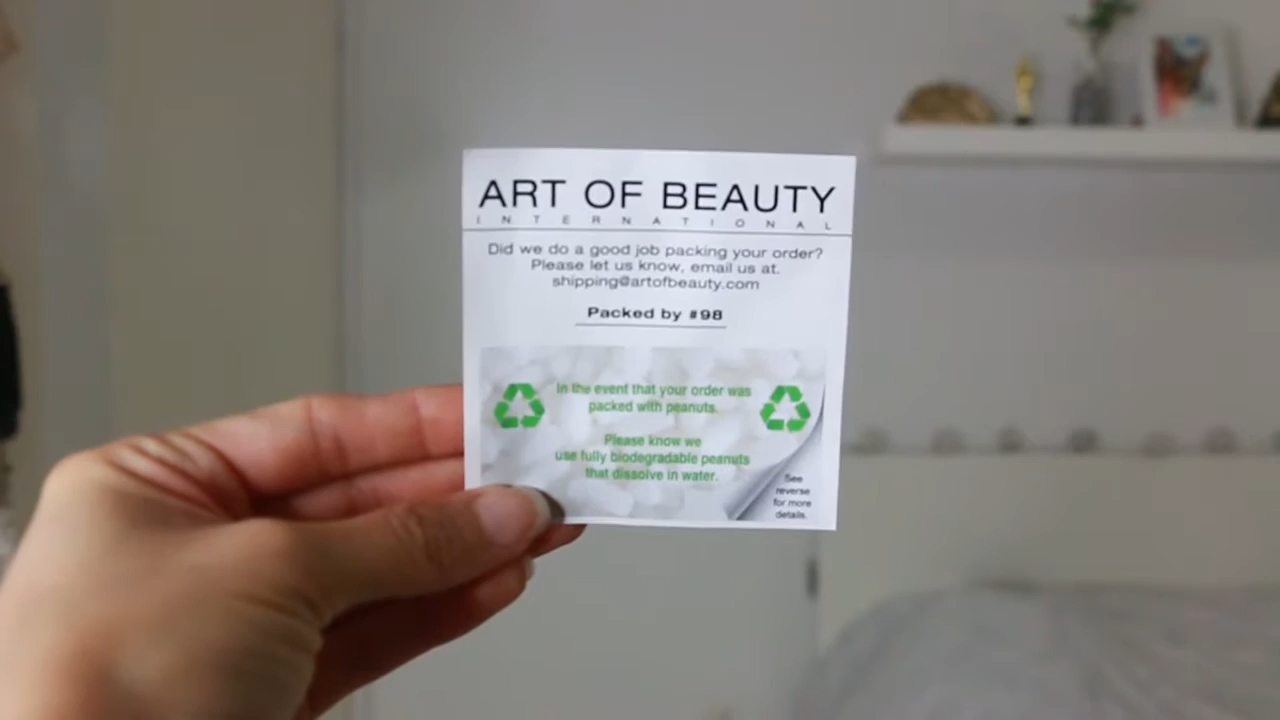 ART OF BEAUTY
INTERNATIONAL
Did we do a good job packing your order?
Please let us know, email us at.
shipping@artofbeauty.com
Packed by #98
In the event that your order was
packed with peanuts.
Please know we
use fully biodegradable peanuts
that dissolve in water.
See
reverse
for more
details.